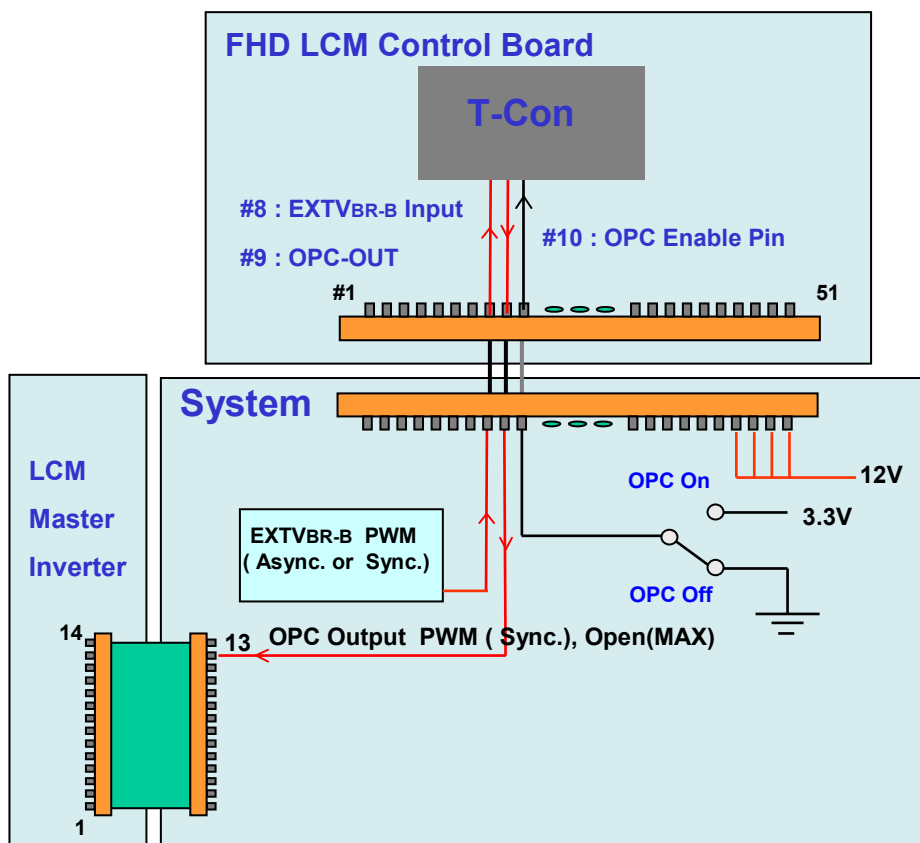 FHD LCM Control Board
T-Con
#8 : EXTVBR-B Input
#9 : OPC-OUT
#10 : OPC Enable Pin
#1
51
System
LCM
Master
Inverter
OPC On
12V
3.3V
EXTVBR-B PWM
( Async. or Sync.)
OPC Off
OPC Output PWM ( Sync.), Open(MAX)
14
13
1